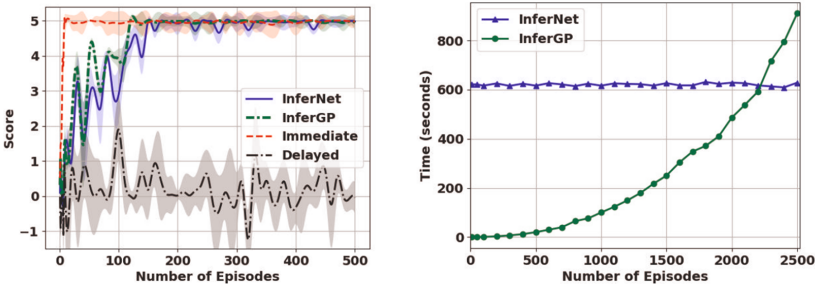 5
4
3
2
1
0
−1
Score
0
100
200
300
400
500
Number of Episodes
InferNet
InferGP
Immediate
Delayed
800
600
400
200
0
Time (seconds)
0
500
1000
1500
2000
2500
Number of Episodes
InferNet
InferGP